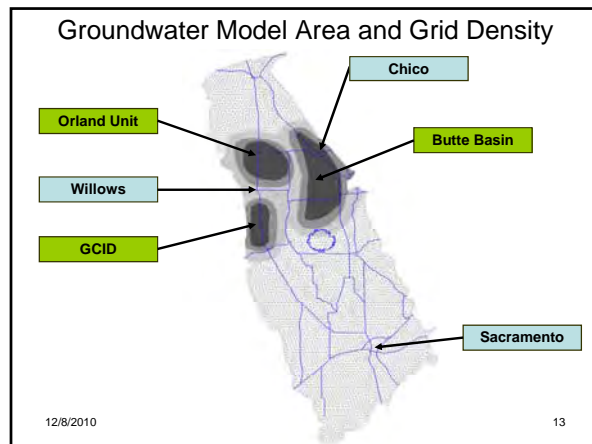 Groundwater Model Area and Grid Density
Chico
Orland Unit
Butte Basin
Willows
GCID
Sacramento
12/8/2010
13